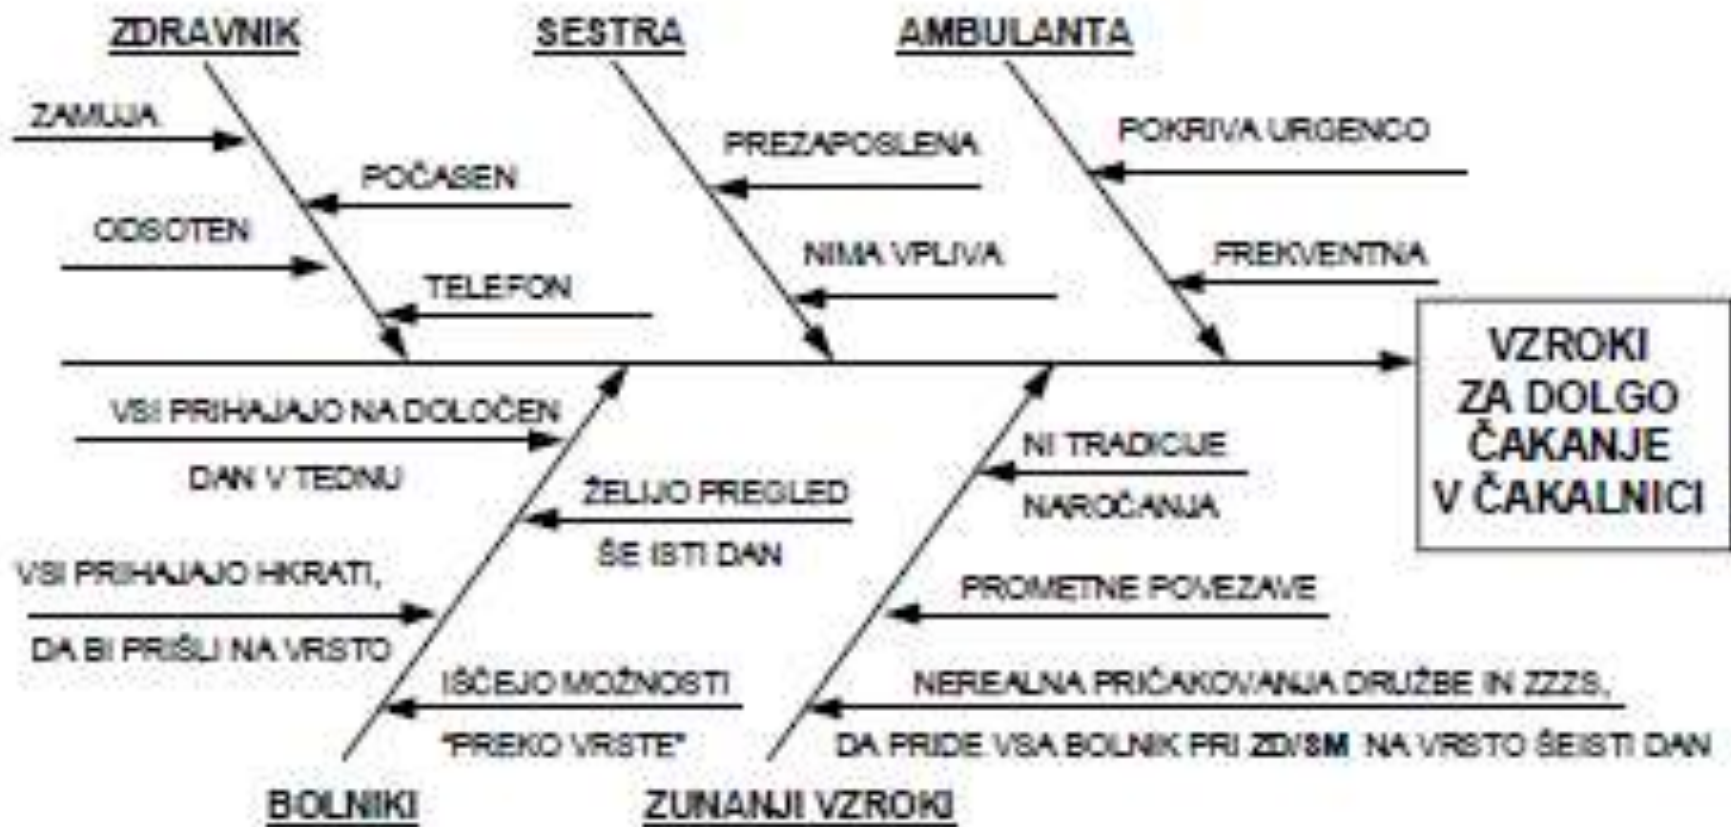 ZDRAVNIK
SESTRA
AMBULANTA
ZAMUJA
POČASEN
ODSOTEN
TELEFON
PREZAPOSLENA
NIMA VPLIVA
POKRIVA URGENCO
FREKVENTNA
VZROKI
ZA DOLGO
ČAKANJE
V ČAKALNICI
VSI PRIHAJAJO NA DOLOČEN
DAN V TEDNU
ŽELIJO PREGLED
ŠE ISTI DAN
VSI PRIHAJAJO HKRATI,
DA BI PRIŠLI NA VRSTO
IŠČEJO MOŽNOSTI
"PREKO VRSTE"
NI TRADICIJE
NAROČANJA
PROMETNE POVEZAVE
NEREALNA PRIČAKOVANJA DRUŽBE IN ZZZS,
DA PRIDE VSA BOLNIK PRI ZD/SM NA VRSTO ŠEISTI DAN
BOLNIKI
ZUNANJI VZROKI